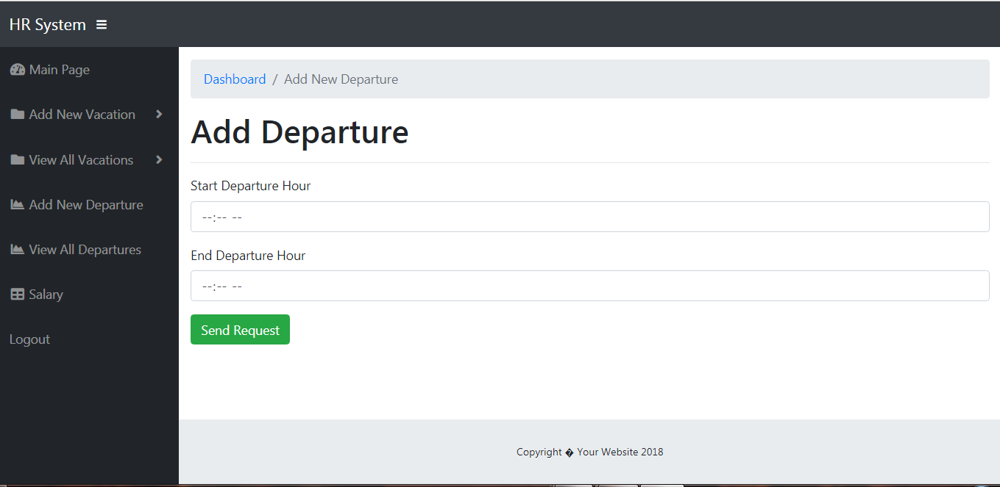 HR System
Main Page
Add New Vacation
View All Vacations
Add New Departure
View All Departures
Salary
Logout
Dashboard / Add New Departure
Add Departure
Start Departure Hour
--:-- --
End Departure Hour
--:-- --
Send Request
Copyright � Your Website 2018